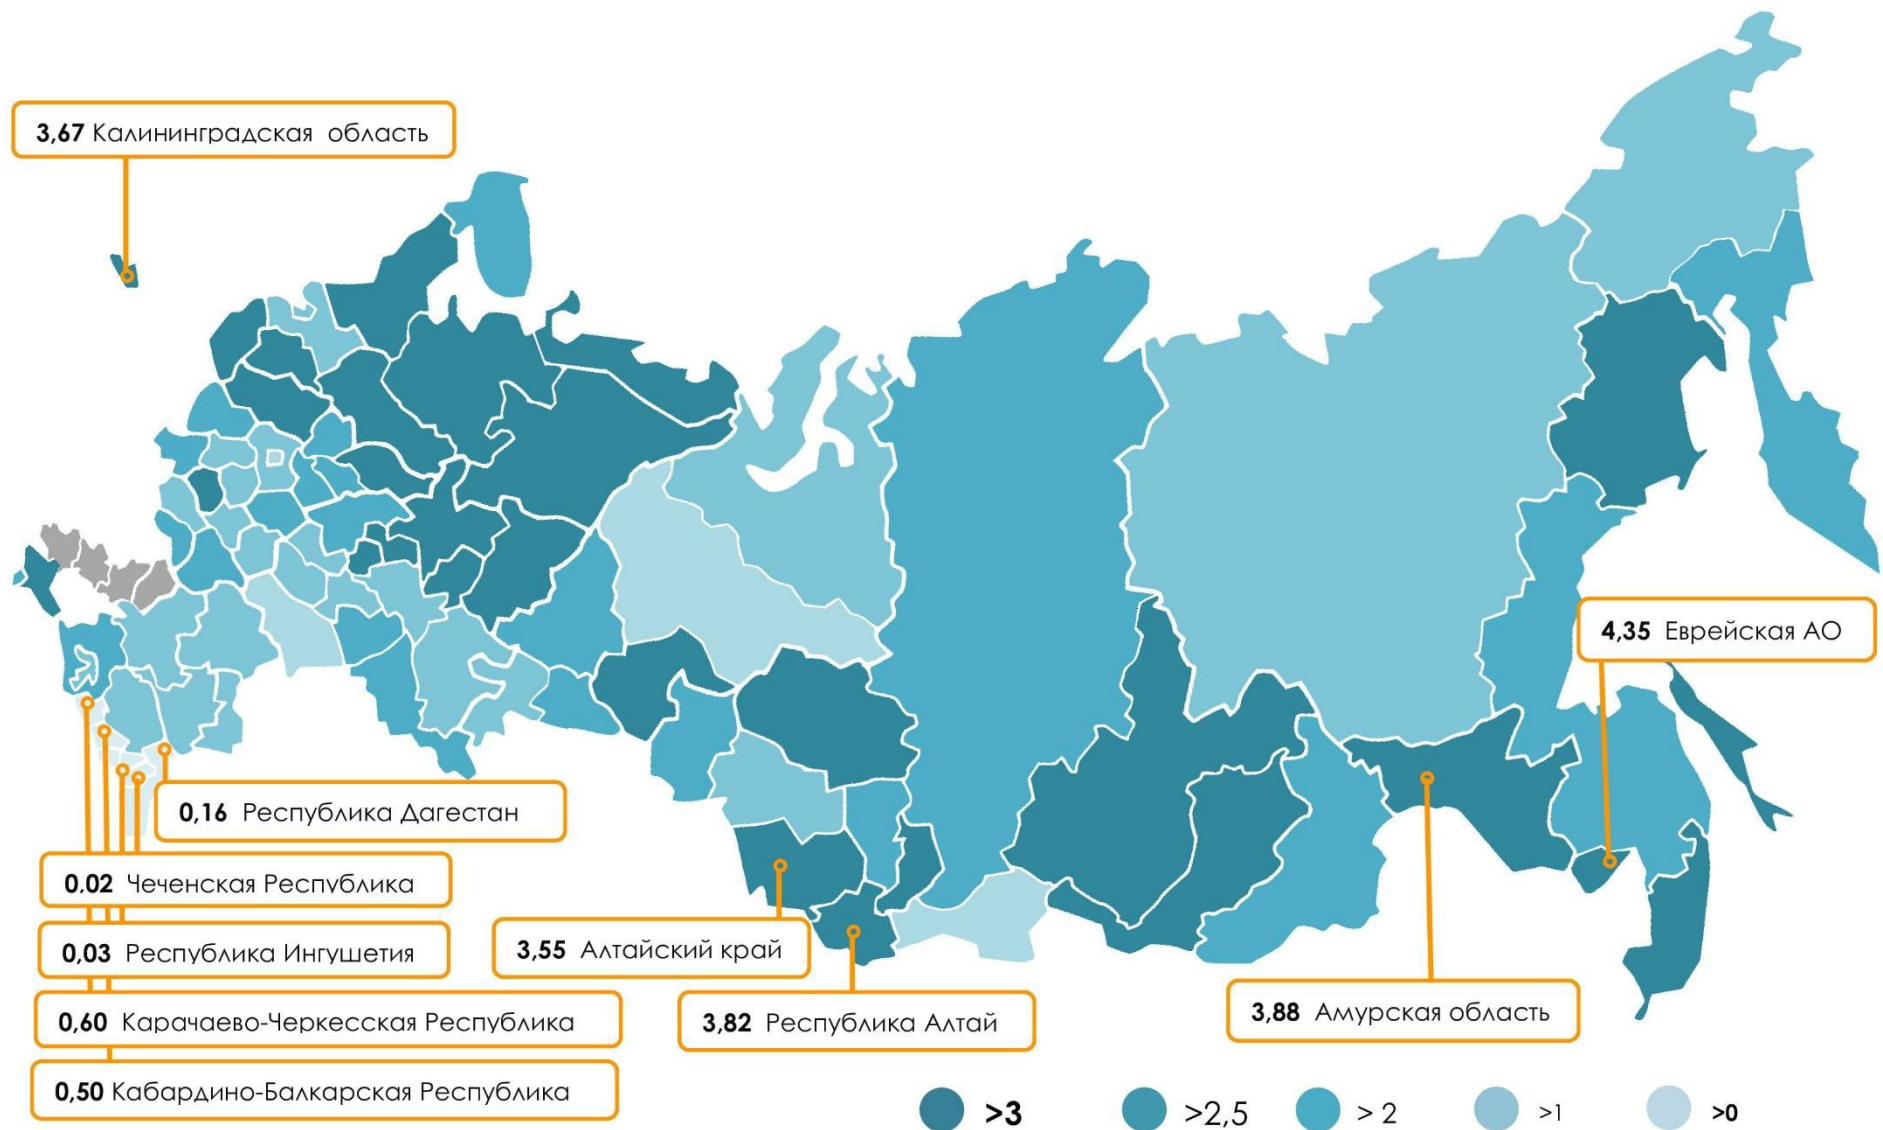 3,67 Калининградская область
4,35 Еврейская АО
0,16 Республика Дагестан
0,02 Чеченская Республика
0,03 Республика Ингушетия
3,55 Алтайский край
0,60 Карачаево-Черкесская Республика
3,82 Республика Алтай
3,88 Амурская область
0,50 Кабардино-Балкарская Республика
>3 >2,5 > 2 >1 >0